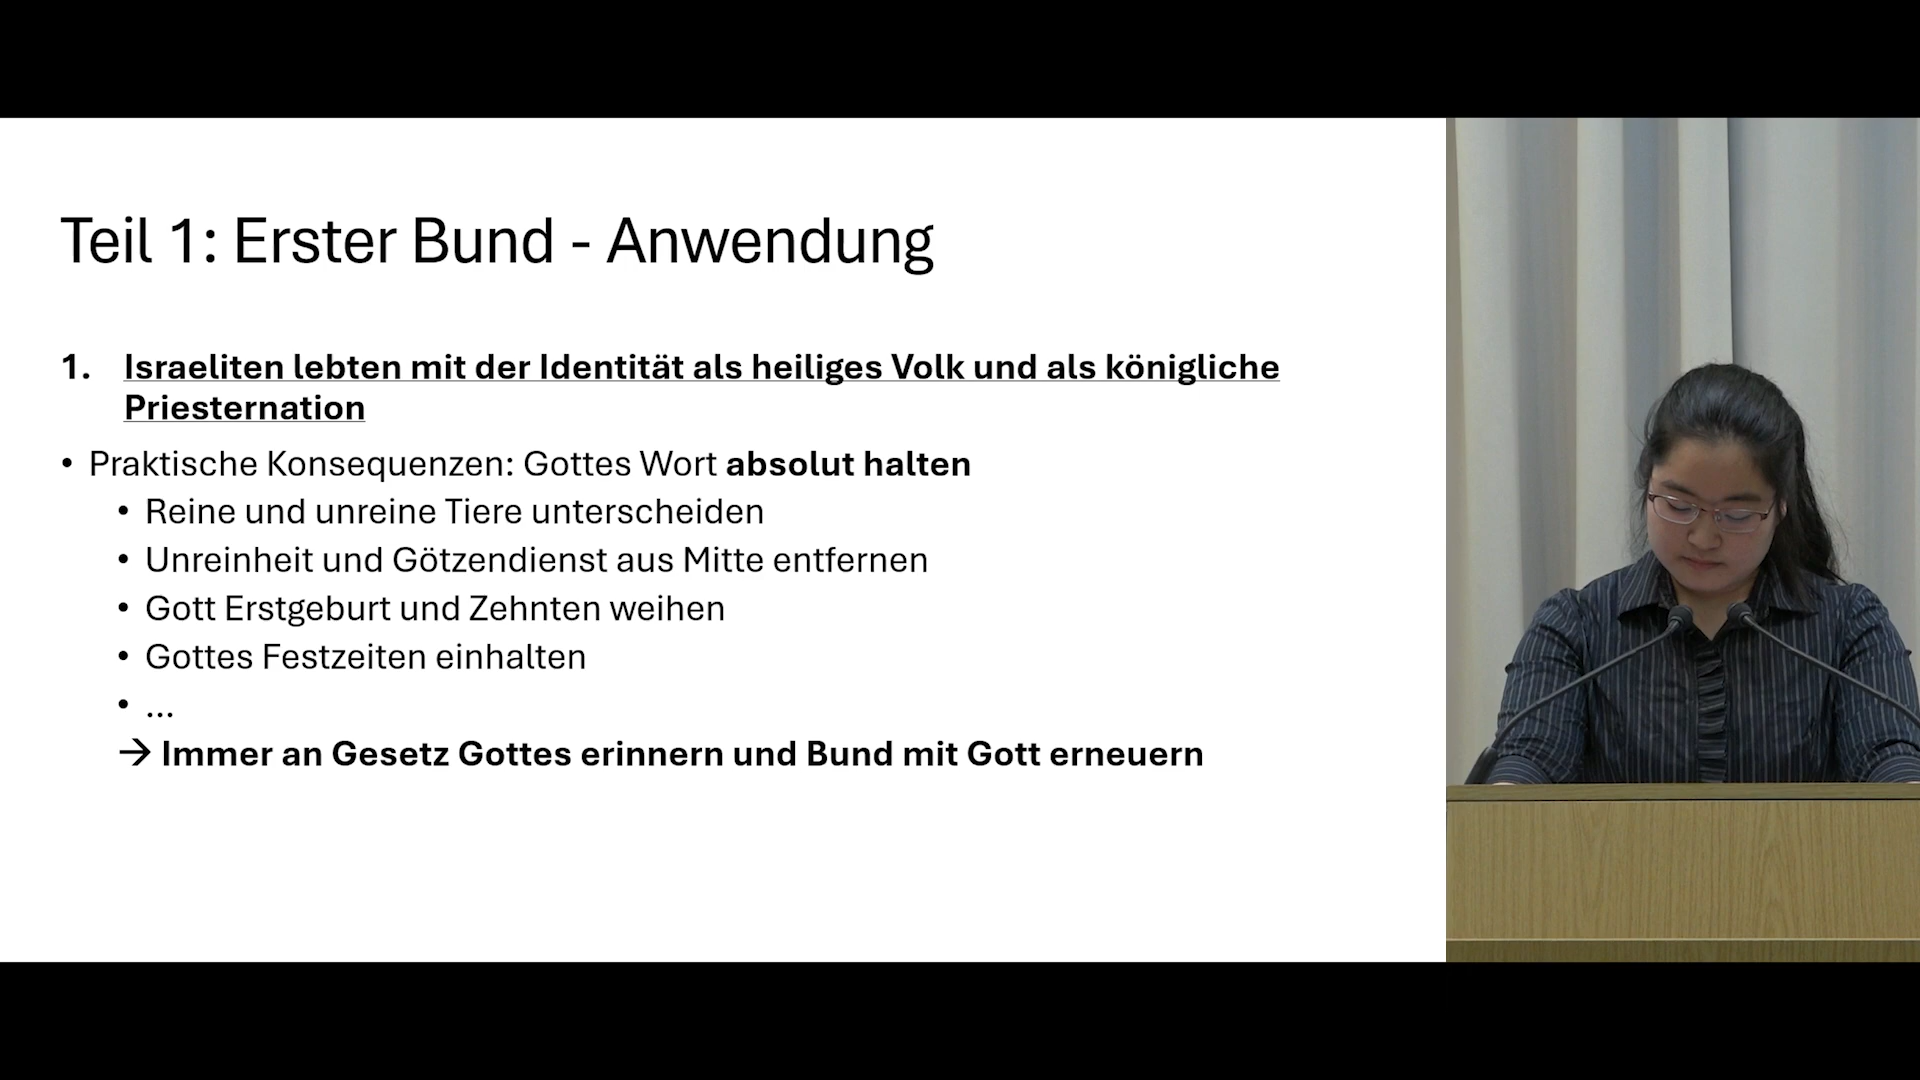 Teil 1: Erster Bund - Anwendung
1. Israeliten lebten mit der Identität als heiliges Volk und als königliche
Priesternation
• Praktische Konsequenzen: Gottes Wort absolut halten
• Reine und unreine Tiere unterscheiden
• Unreinheit und Götzendienst aus Mitte entfernen
• Gott Erstgeburt und Zehnten weihen
• Gottes Festzeiten einhalten
• ...
→ Immer an Gesetz Gottes erinnern und Bund mit Gott erneuern